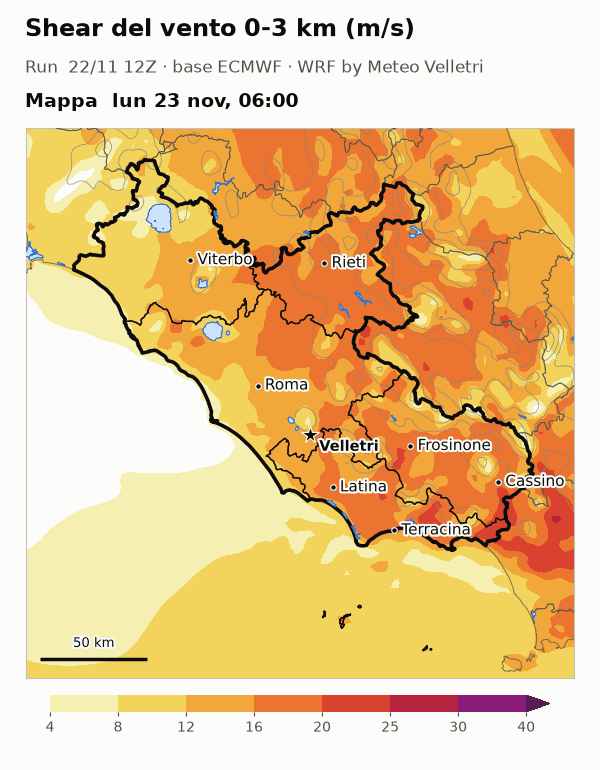 Shear del vento 0-3 km (m/s)
Run 22/11 12Z · base ECMWF · WRF by Meteo Velletri
Mappa lun 23 nov, 06:00
Viterbo
Rieti
Roma
Velletri
Frosinone
Cassino
Latina
Terracina
50 km
4 8 12 16 20 25 30 40